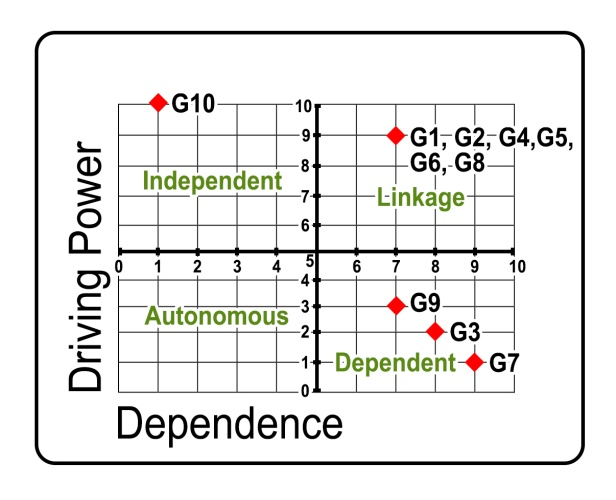 G10
10
9
G1, G2, G4,G5,
G6, G8
8
Independent
7
Linkage
6
0 1 2 3 4 5 6 7 8 9 10
4
Autonomous
3
G9
2
G3
Dependent
1
G7
0
Driving Power
Dependence